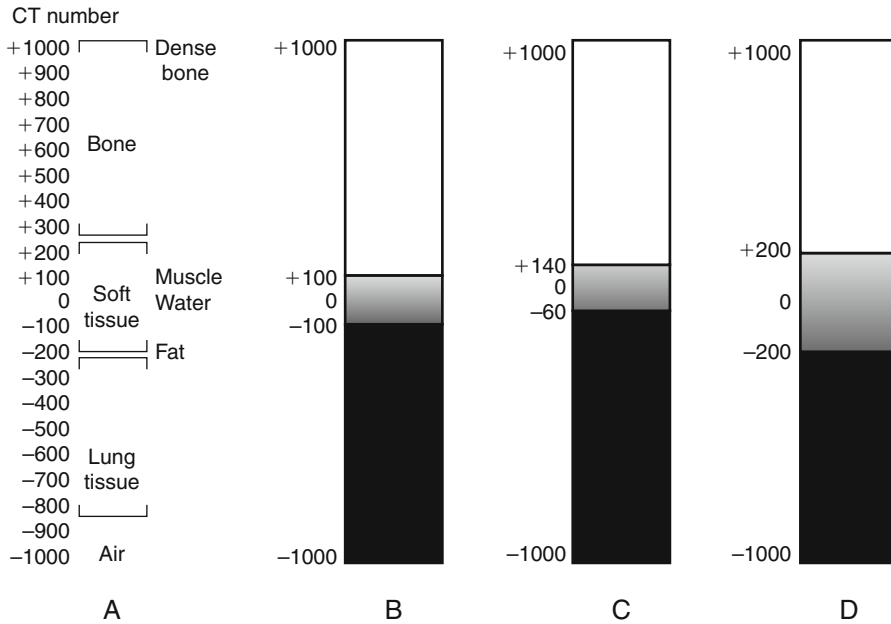 CT number
+1000
+900
+800
+700
+600
+500
+400
+300
+200
+100
0
−100
−200
−300
−400
−500
−600
−700
−800
−900
−1000
Dense
bone
Bone
Soft
tissue
Muscle
Water
Fat
Lung
tissue
Air
A
+1000
+100
0
−100
−1000
B
+1000
+140
0
−60
−1000
C
+1000
+200
0
−200
−1000
D